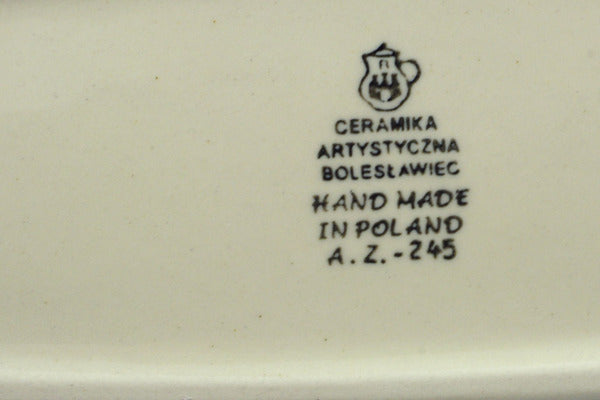 CERAMIKA
ARTYSTYCZNA
BOLESŁAWIEC
HAND MADE
IN POLAND
A.Z.-245